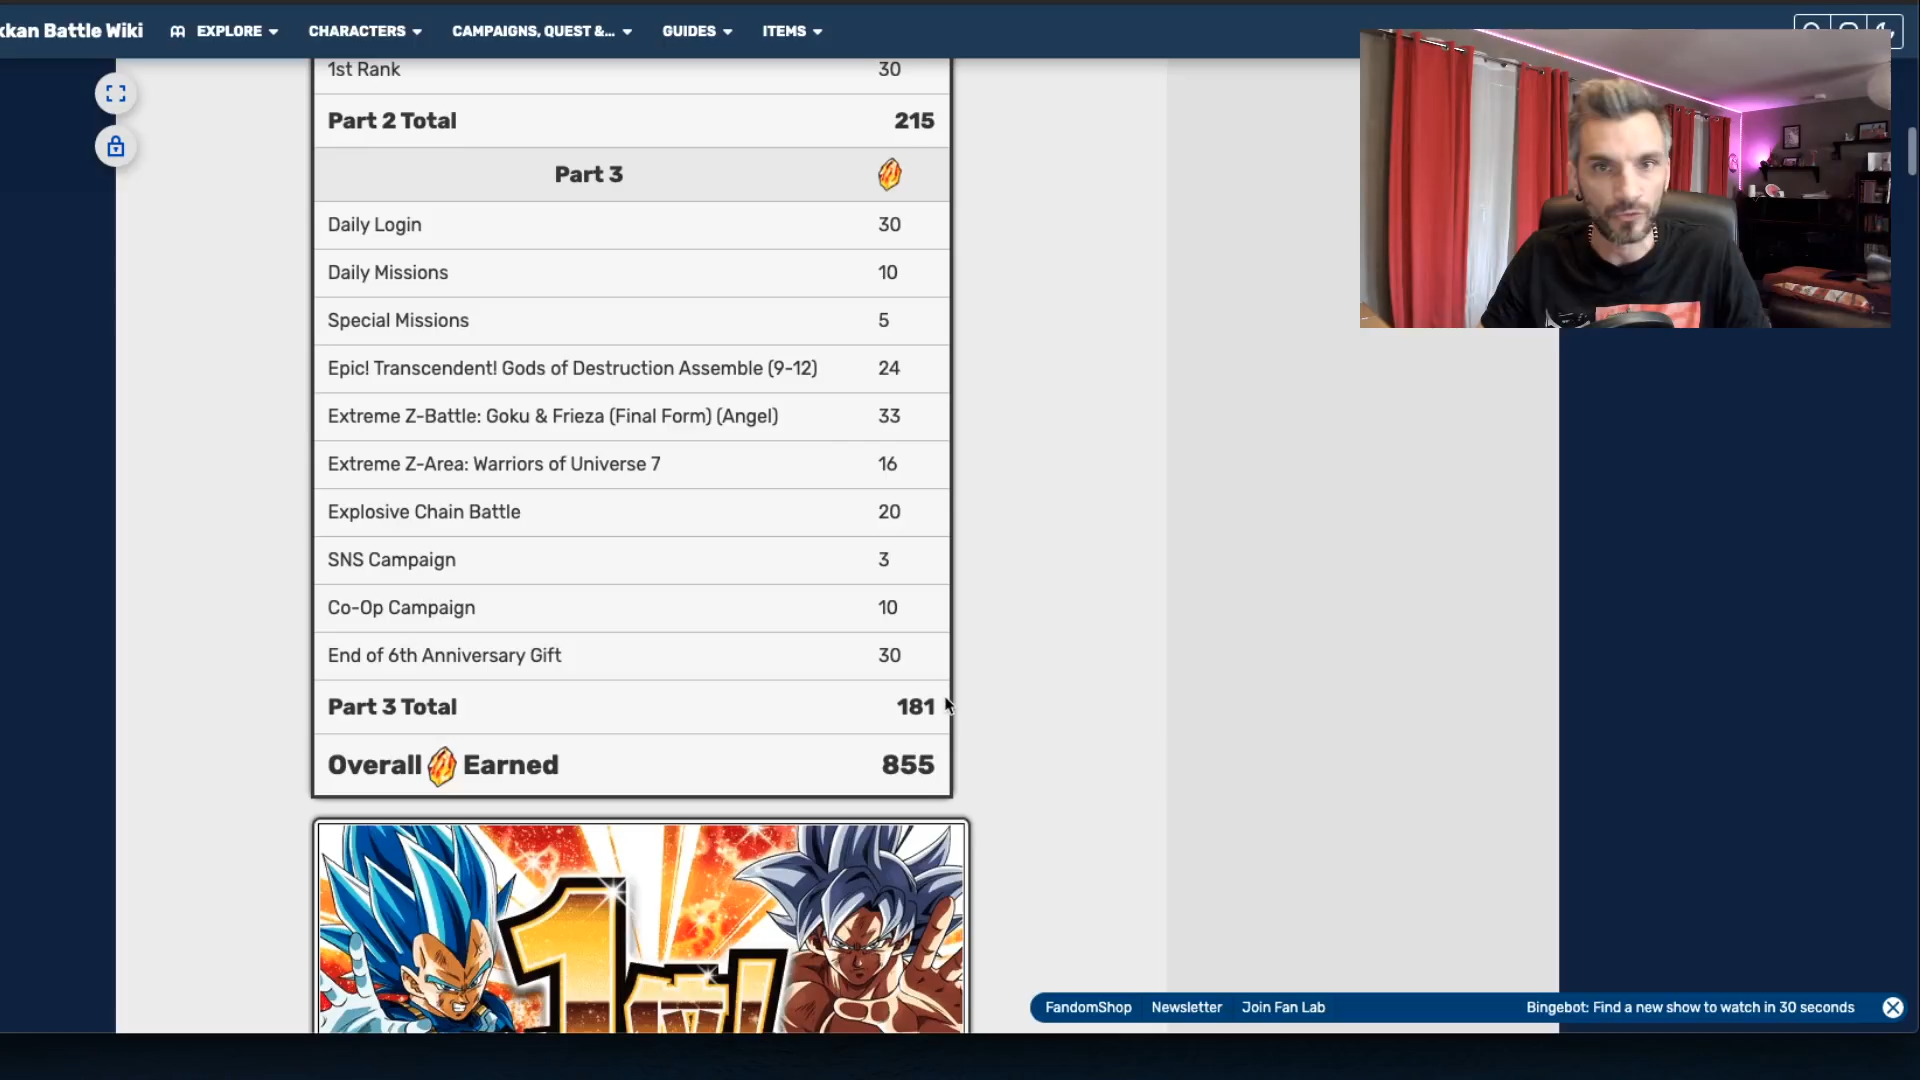 kkan Battle Wiki
EXPLORE
CHARACTERS
CAMPAIGNS, QUEST &...
GUIDES
ITEMS
1st Rank 30
Part 2 Total 215
Part 3
Daily Login 30
Daily Missions 10
Special Missions 5
Epic! Transcendent! Gods of Destruction Assemble (9-12) 24
Extreme Z-Battle: Goku & Frieza (Final Form) (Angel) 33
Extreme Z-Area: Warriors of Universe 7 16
Explosive Chain Battle 20
SNS Campaign 3
Co-Op Campaign 10
End of 6th Anniversary Gift 30
Part 3 Total 181
Overall Earned 855
1位!
FandomShop Newsletter Join Fan Lab Bingebot: Find a new show to watch in 30 seconds